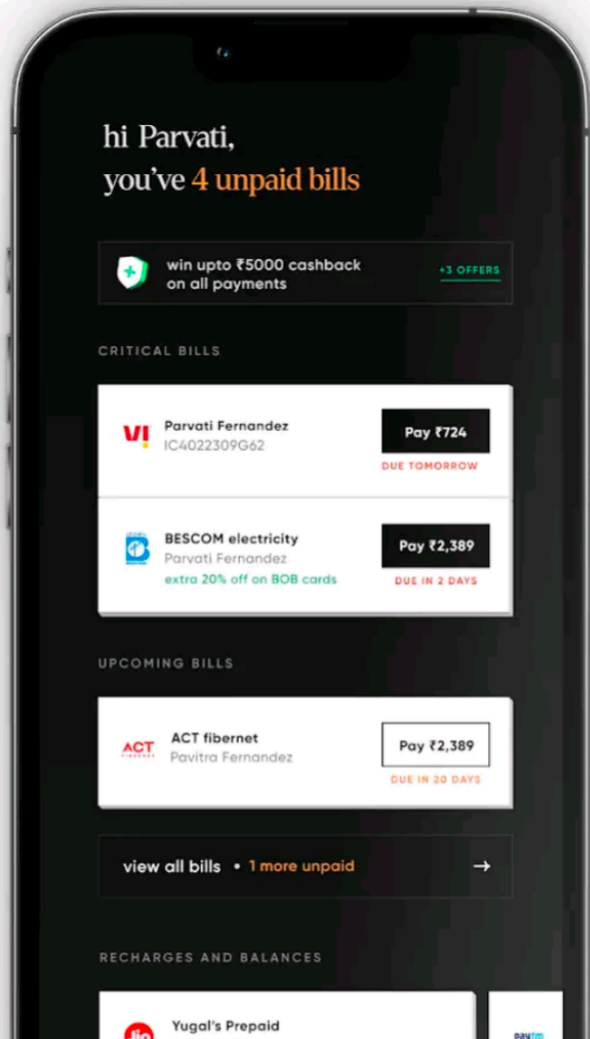 hi Parvati,
you've 4 unpaid bills
win upto ₹5000 cashback
on all payments
+3 OFFERS
CRITICAL BILLS
VI
Parvati Fernandez
IC4022309G62
Pay ₹724
DUE TOMORROW
BESCOM electricity
Parvati Fernandez
extra 20% off on BOB cards
Pay ₹2,389
DUE IN 2 DAYS
UPCOMING BILLS
ACT
ACT fibernet
Pavitra Fernandez
Pay ₹2,389
DUE IN 20 DAYS
view all bills • 1 more unpaid →
RECHARGES AND BALANCES
Jio
Yugal's Prepaid
paytm